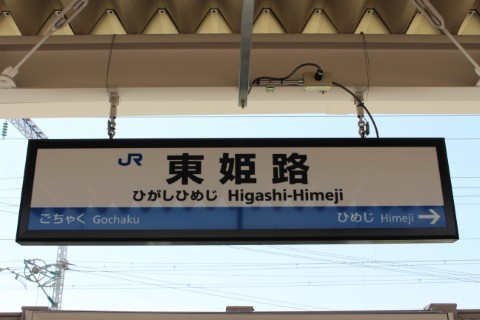 JR 東姫路
ひがしひめじ Higashi-Himeji
ごちゃく Gochaku ひめじ Himeji →